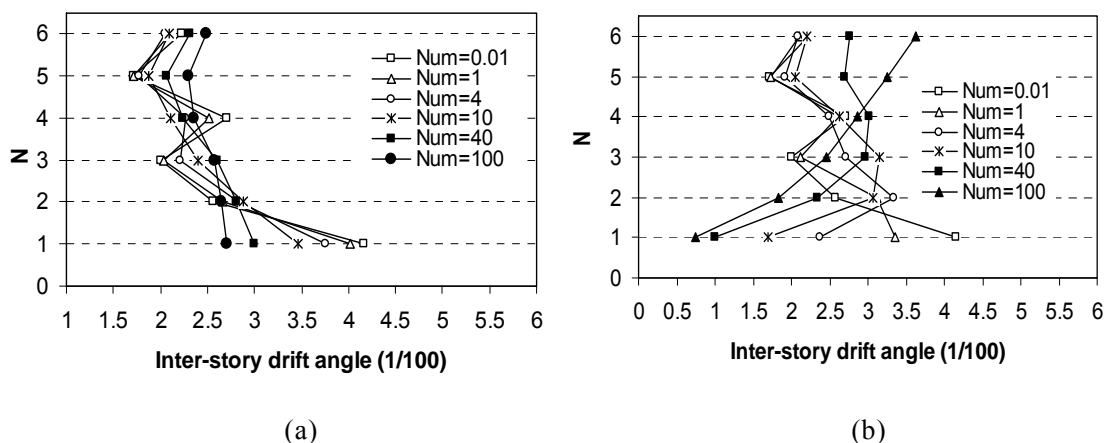 6
5
4
3
2
1
0
N
Num=0.01
Num=1
Num=4
Num=10
Num=40
Num=100
1 1.5 2 2.5 3 3.5 4 4.5 5 5.5 6
Inter-story drift angle (1/100)
(a)
6
5
4
3
2
1
0
N
Num=0.01
Num=1
Num=4
Num=10
Num=40
Num=100
0 0.5 1 1.5 2 2.5 3 3.5 4 4.5 5 5.5 6
Inter-story drift angle (1/100)
(b)